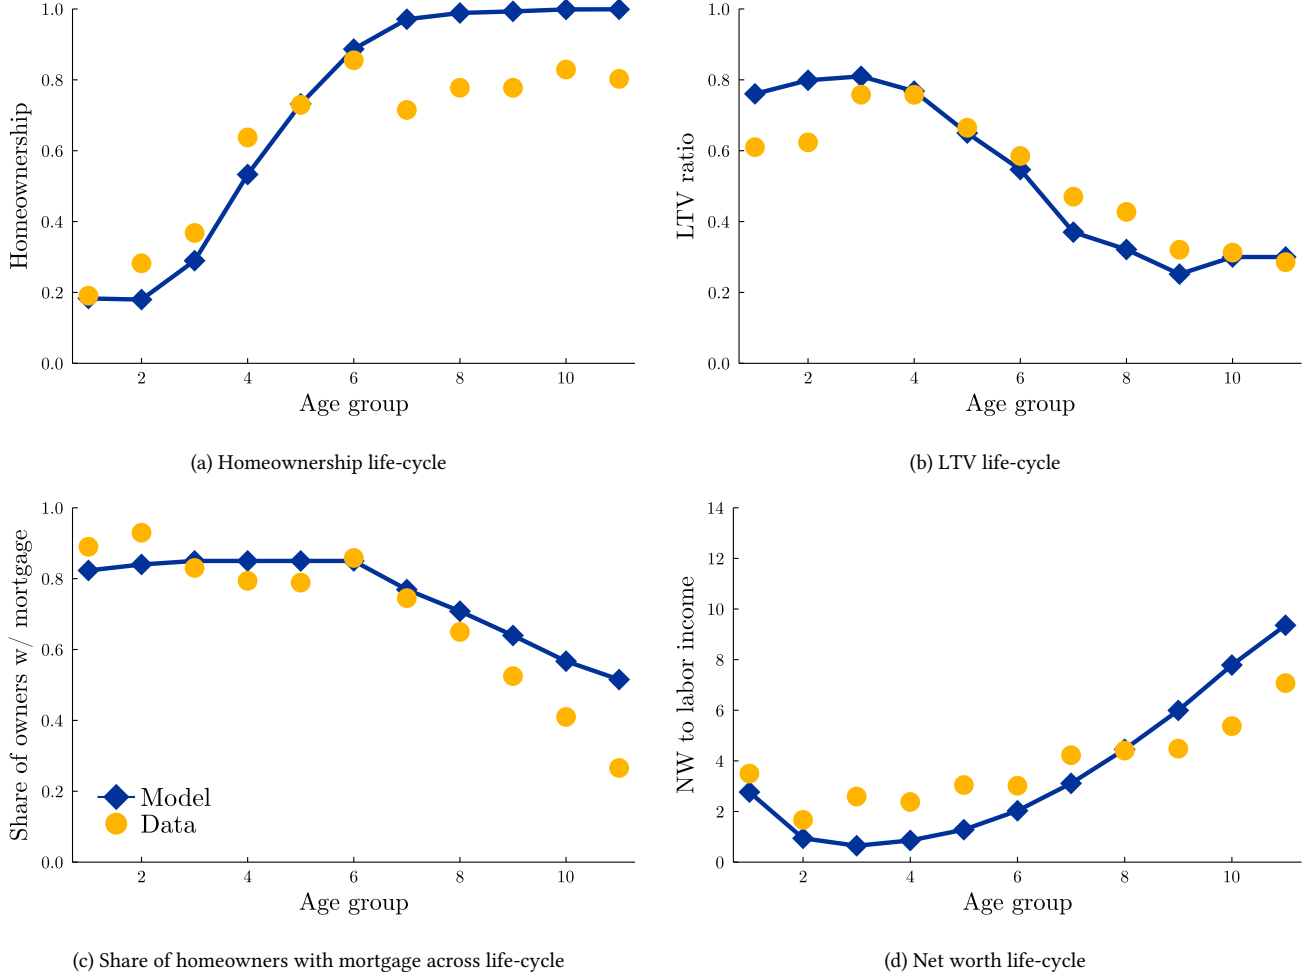 1.0
0.8
0.6
0.4
0.2
0.0
Homeownership
2 4 6 8 10
Age group
(a) Homeownership life-cycle
1.0
0.8
0.6
0.4
0.2
0.0
LTV ratio
2 4 6 8 10
Age group
(b) LTV life-cycle
1.0
0.8
0.6
0.4
0.2
0.0
Share of owners w/ mortgage
Model
Data
2 4 6 8 10
Age group
(c) Share of homeowners with mortgage across life-cycle
14
12
10
8
6
4
2
0
NW to labor income
2 4 6 8 10
Age group
(d) Net worth life-cycle